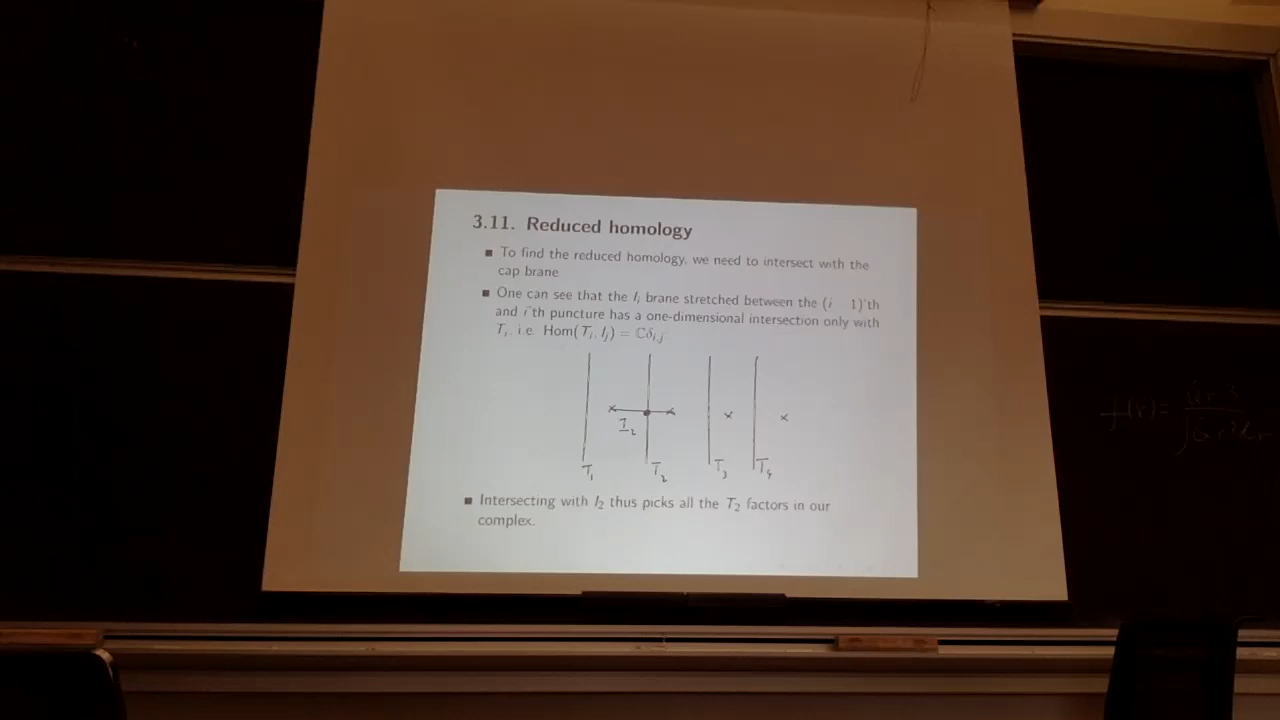 3.11. Reduced homology
■ To find the reduced homology, we need to intersect with the
cap brane
■ One can see that the I_i brane stretched between the (i 1)'th
and i'th puncture has a one-dimensional intersection only with
T_i, i.e. Hom(T_i, I_j) = ℂδ_{i,j}
I_2
T_1 T_2 T_3 T_4
■ Intersecting with I_2 thus picks all the T_2 factors in our
complex.
f(r) =